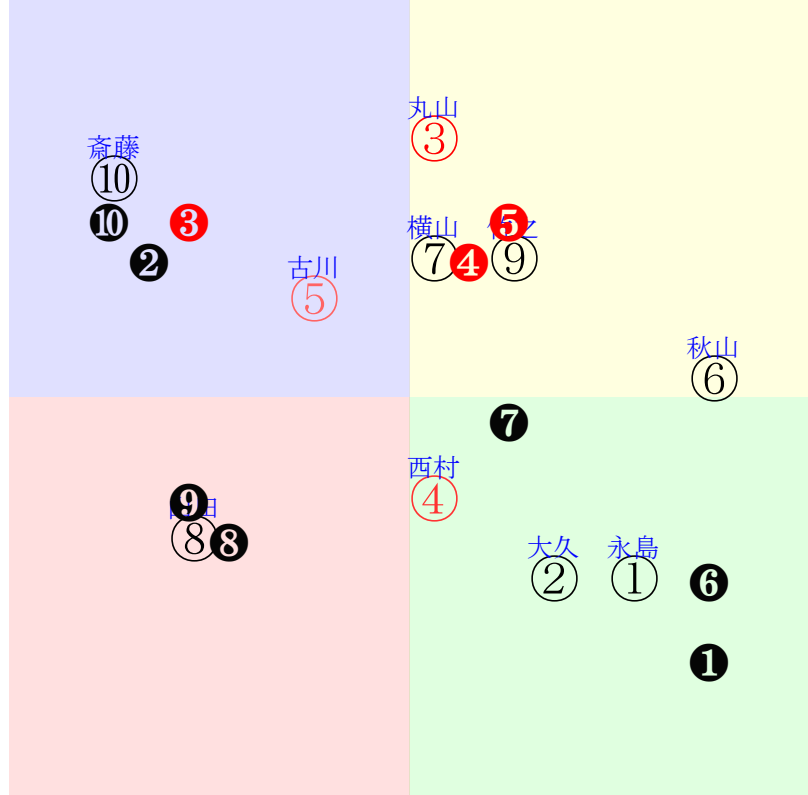 丸山
③
斎藤
⑩
❿ ❸ ❺
横山
⑦ ❹ ⑨
❷
古川
⑤
秋山
⑥
❼
西村
④
❾
⑧ ❽
大久 永島
② ① ❻
❶